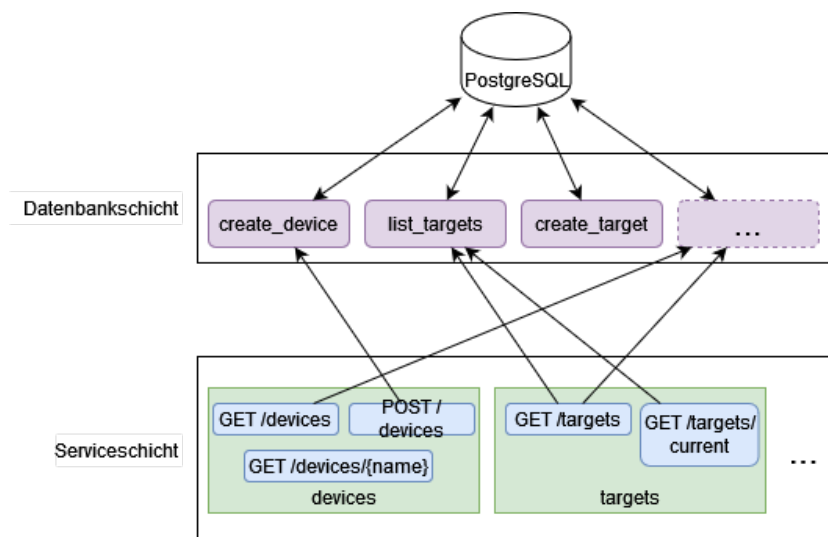 PostgreSQL
Datenbankschicht
create_device
list_targets
create_target
...
Serviceschicht
GET /devices
POST /
devices
GET /devices/{name}
devices
GET /targets
GET /targets/
current
targets
...